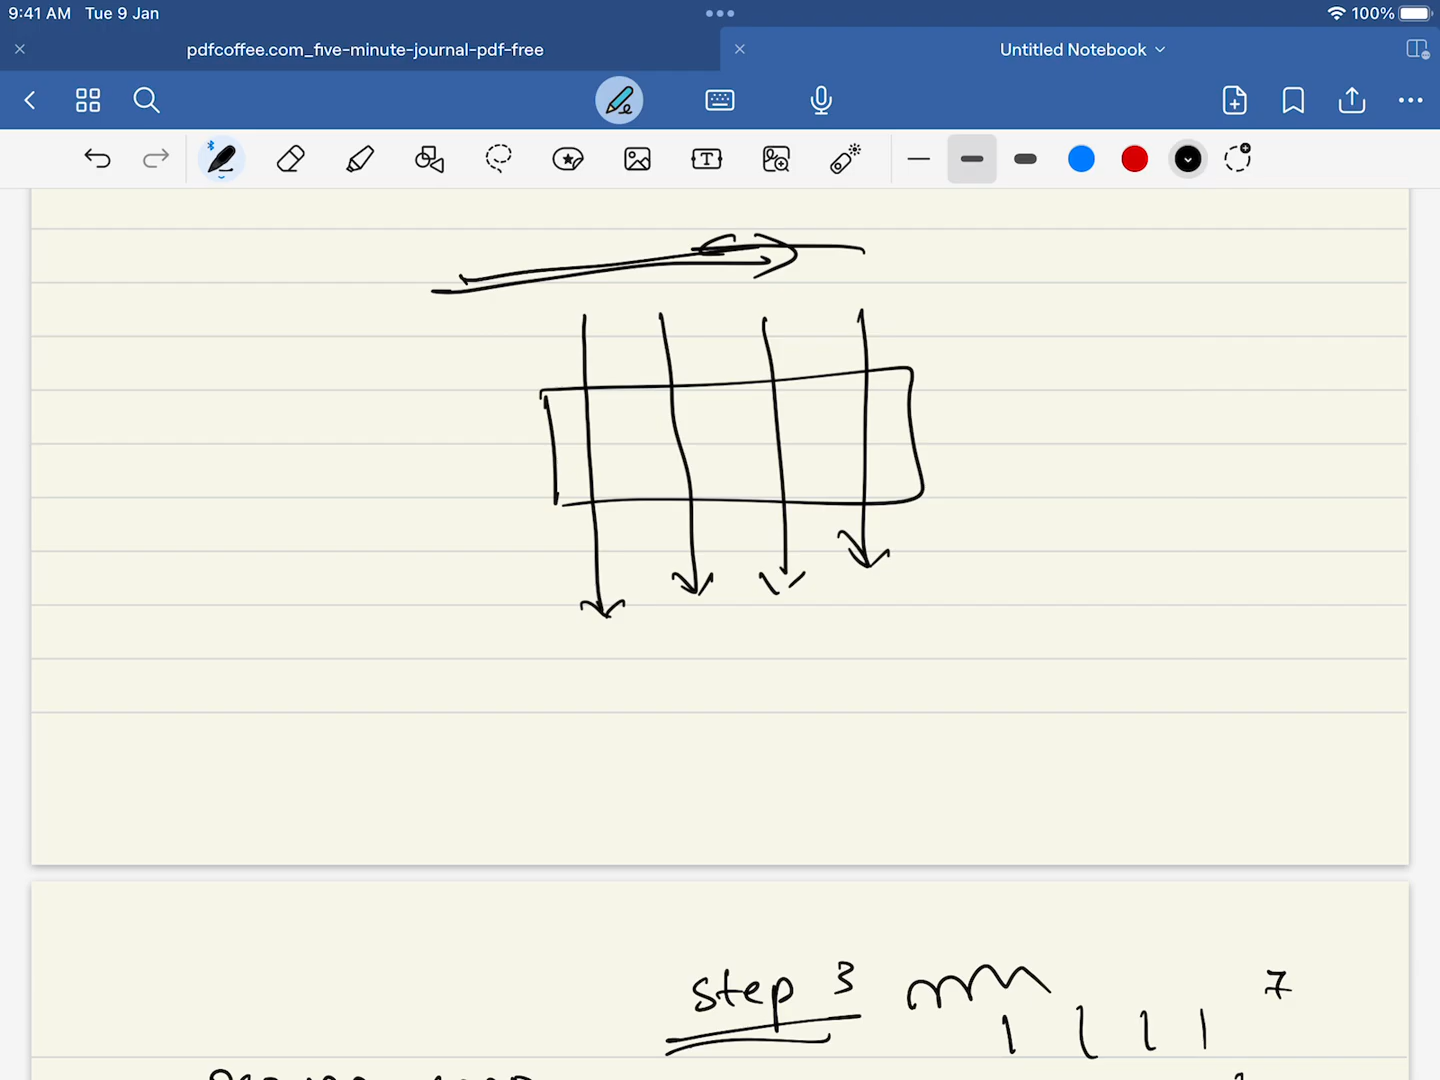 9:41 AM Tue 9 Jan 100%
pdfcoffee.com_five-minute-journal-pdf-free Untitled Notebook
step 3 7